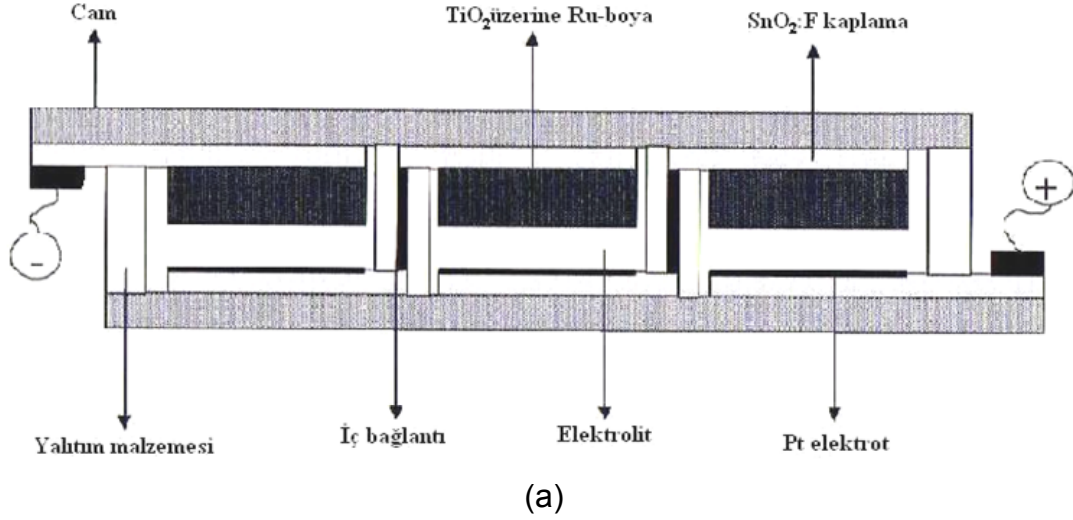 Cam
TiO₂üzerine Ru-boya
SnO₂:F kaplama
+
-
Yalıtım malzemesi
İç bağlantı
Elektrolit
Pt elektrot
(a)